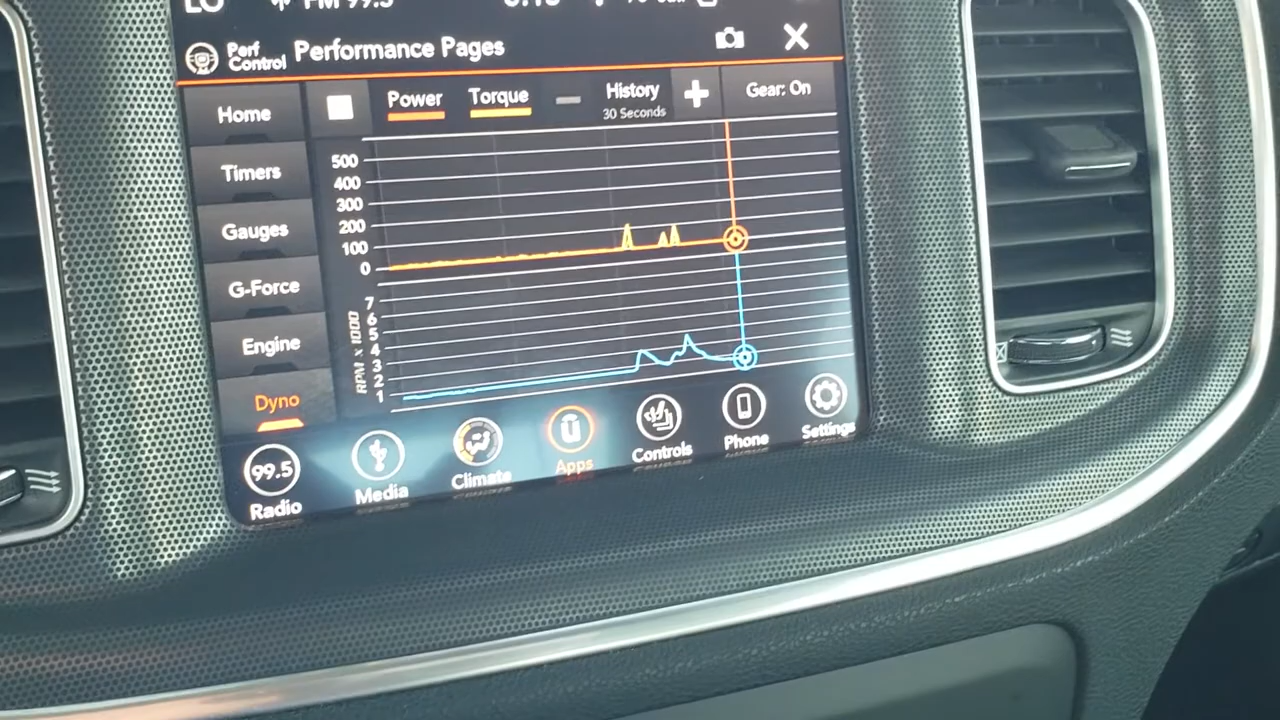 LO FM 99.5
Perf Control Performance Pages
Home
Power Torque History Gear: On
30 Seconds
Timers
Gauges
G-Force
Engine
Dyno
500
400
300
200
100
0
RPM X 1000
7
6
5
4
3
2
1
99.5
Radio Media Climate Apps Controls Phone Settings